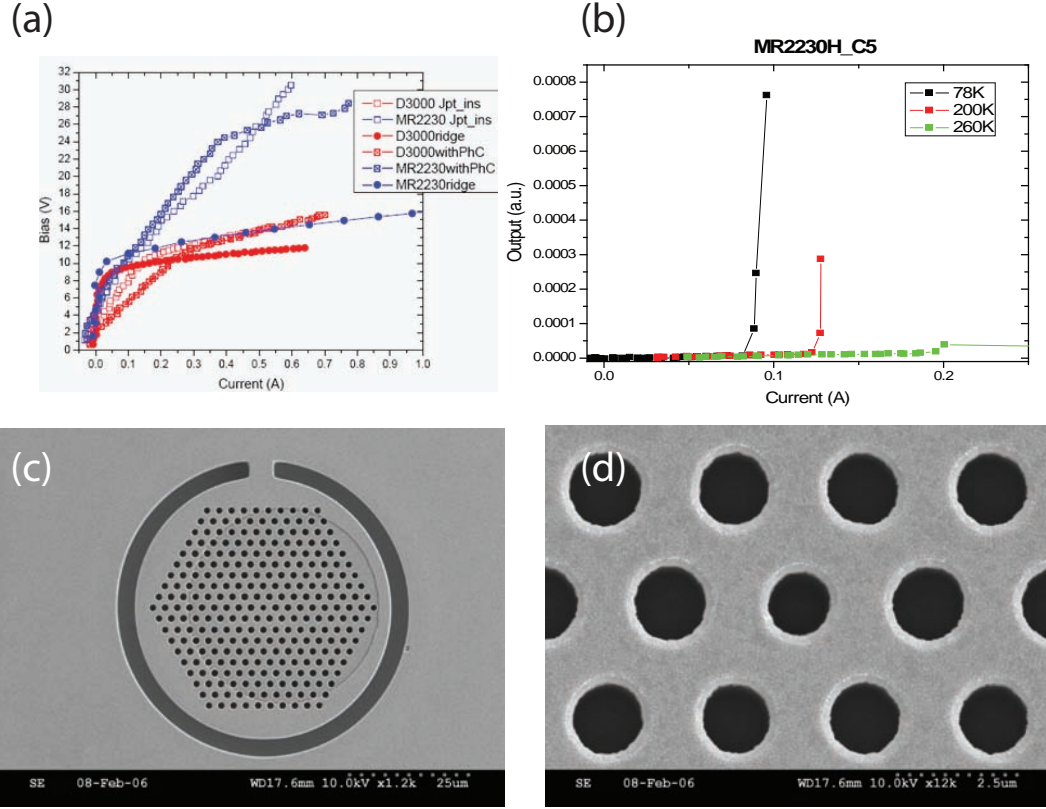 (a)
32
30
28
26
24
22
20
18
16
14
12
10
8
6
4
2
0
Bias (V)
0.0 0.1 0.2 0.3 0.4 0.5 0.6 0.7 0.8 0.9 1.0
Current (A)
D3000 Jpt_ins
MR2230 Jpt_ins
D3000ridge
D3000withPhC
MR2230withPhC
MR2230ridge
(b)
MR2230H_C5
0.0008
0.0007
0.0006
0.0005
0.0004
0.0003
0.0002
0.0001
0.0000
Output (a.u.)
0.0 0.1 0.2
Current (A)
78K
200K
260K
(c)
SE 08-Feb-06 WD17.6mm 10.0kV x1.2k 25um
(d)
SE 08-Feb-06 WD17.6mm 10.0kV x12k 2.5um